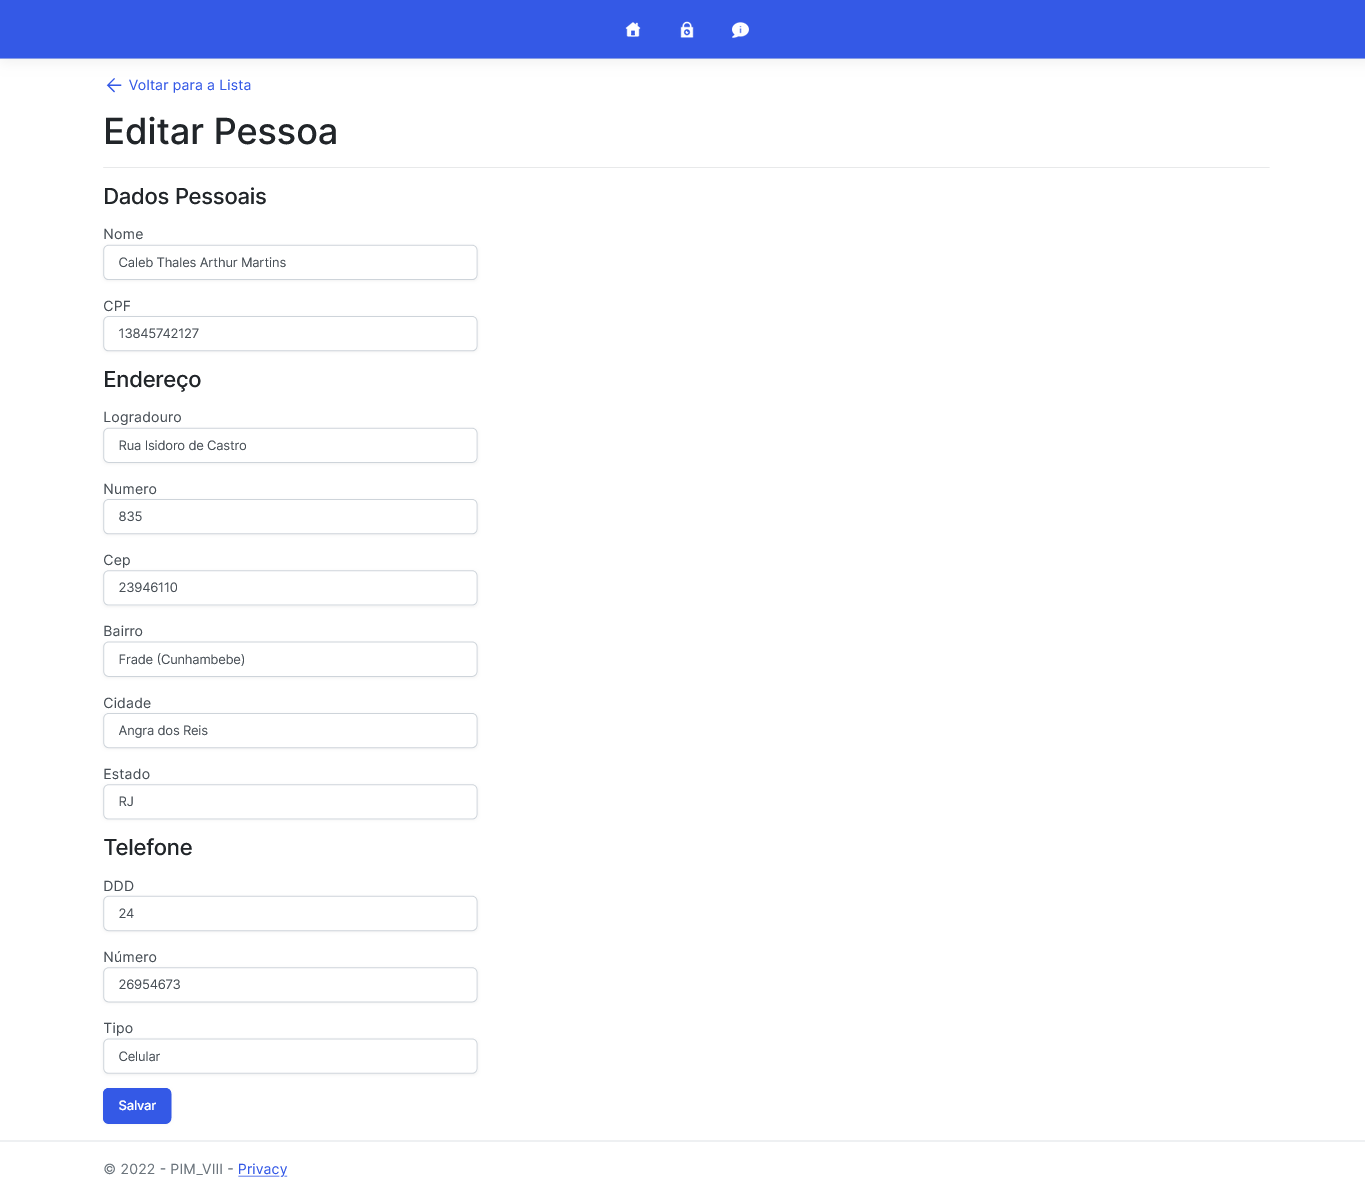 Voltar para a Lista
Editar Pessoa
Dados Pessoais
Nome
Caleb Thales Arthur Martins
CPF
13845742127
Endereço
Logradouro
Rua Isidoro de Castro
Numero
835
Cep
23946110
Bairro
Frade (Cunhambebe)
Cidade
Angra dos Reis
Estado
RJ
Telefone
DDD
24
Número
26954673
Tipo
Celular
Salvar
© 2022 - PIM_VIII - Privacy